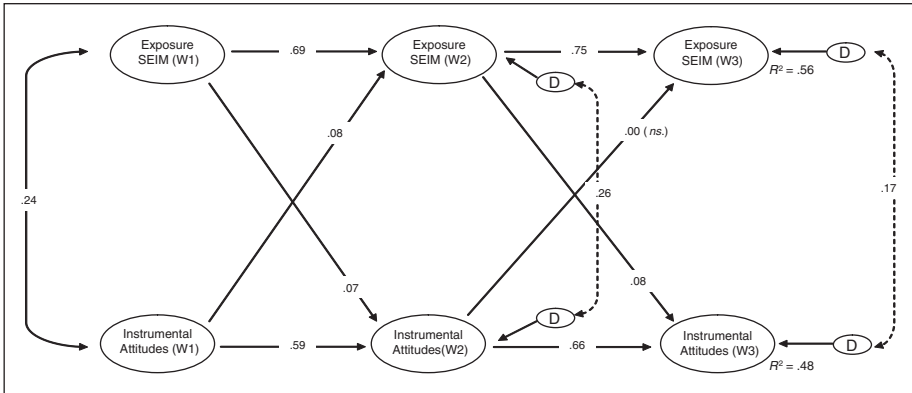 Exposure
SEIM (W1)
.69
Exposure
SEIM (W2)
.75
Exposure
SEIM (W3)
D
R² = .56
D
.08
.00 (ns.)
.24
.26
.17
.07
.08
D
Instrumental
Attitudes (W1)
.59
Instrumental
Attitudes(W2)
.66
Instrumental
Attitudes (W3)
D
R² = .48